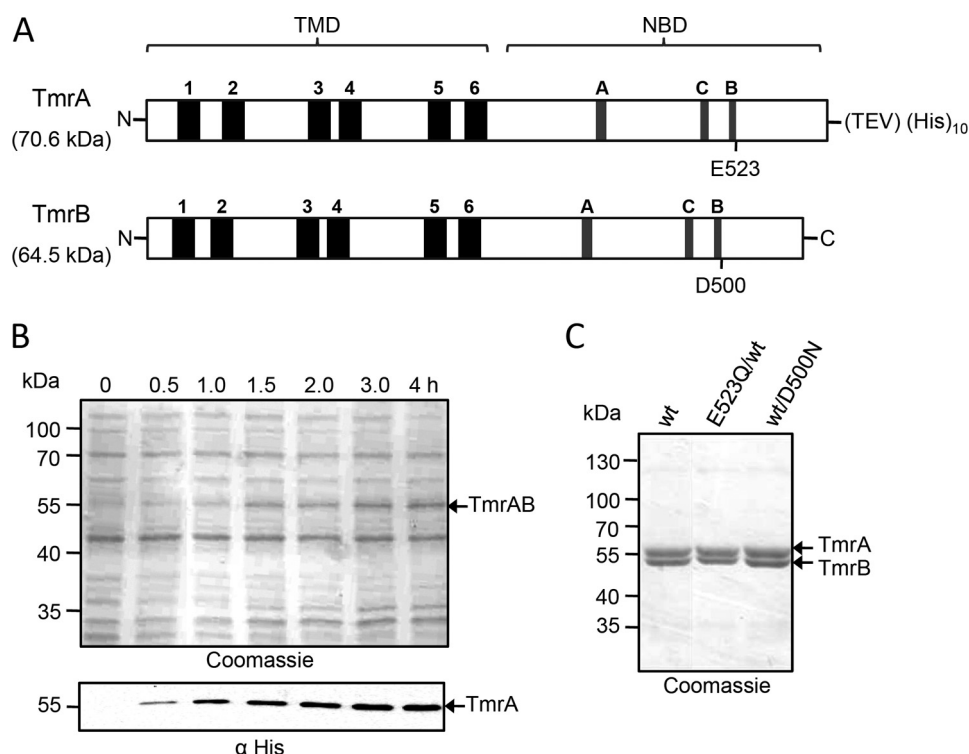 A
TMD NBD
1 2 3 4 5 6 A C B
TmrA
(70.6 kDa)
N
(TEV) (His)10
E523
1 2 3 4 5 6 A C B
TmrB
(64.5 kDa)
N
C
D500
B
kDa 0 0.5 1.0 1.5 2.0 3.0 4 h
100
70
55
TmrAB
40
35
Coomassie
55
TmrA
α His
C
kDa wt E523Q/wt wt/D500N
130
100
70
55
TmrA
TmrB
40
35
Coomassie